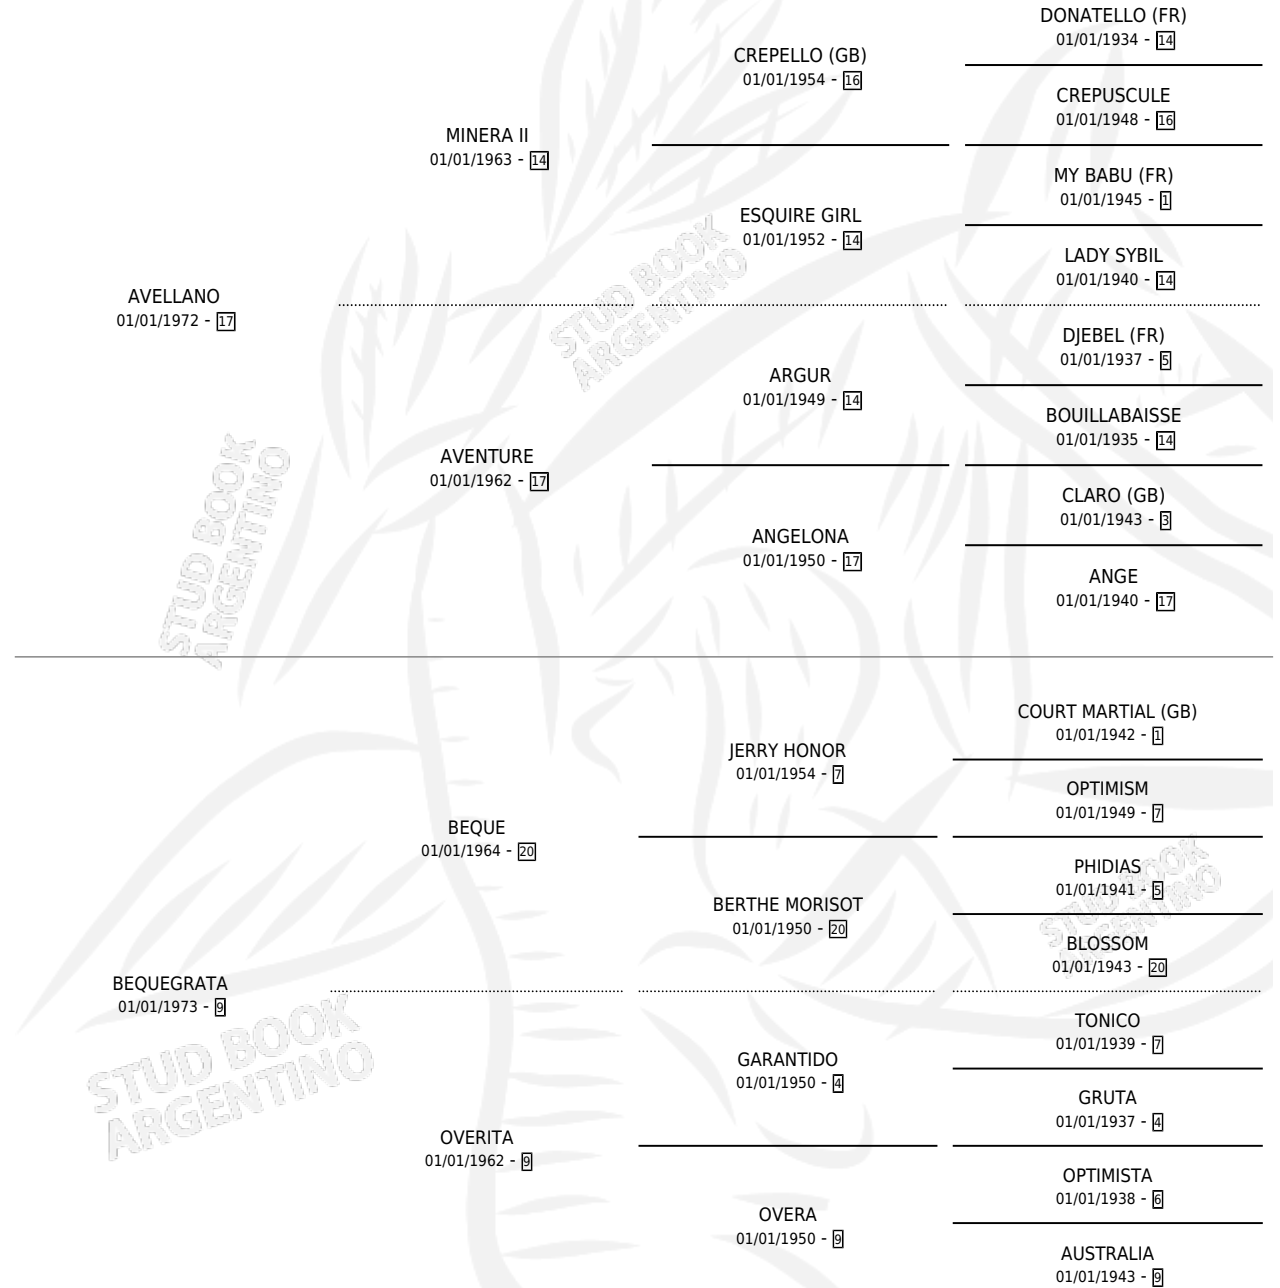 DONATELLO (FR)
01/01/1934 - 14
CREPELLO (GB)
01/01/1954 - 16
CREPUSCULE
01/01/1948 - 16
MINERA II
01/01/1963 - 14
MY BABU (FR)
01/01/1945 - 1
ESQUIRE GIRL
01/01/1952 - 14
LADY SYBIL
01/01/1940 - 14
AVELLANO
01/01/1972 - 17
DJEBEL (FR)
01/01/1937 - 5
ARGUR
01/01/1949 - 14
BOUILLABAISSE
01/01/1935 - 14
AVENTURE
01/01/1962 - 17
CLARO (GB)
01/01/1943 - 3
ANGELONA
01/01/1950 - 17
ANGE
01/01/1940 - 17
COURT MARTIAL (GB)
01/01/1942 - 1
JERRY HONOR
01/01/1954 - 7
OPTIMISM
01/01/1949 - 7
BEQUE
01/01/1964 - 20
PHIDIAS
01/01/1941 - 5
BERTHE MORISOT
01/01/1950 - 20
BLOSSOM
01/01/1943 - 20
BEQUEGRATA
01/01/1973 - 9
TONICO
01/01/1939 - 7
GARANTIDO
01/01/1950 - 4
GRUTA
01/01/1937 - 4
OVERITA
01/01/1962 - 9
OPTIMISTA
01/01/1938 - 6
OVERA
01/01/1950 - 9
AUSTRALIA
01/01/1943 - 9
STUD BOOK
ARGENTINO
STUD BOOK
ARGENTINO
STUD BOOK
ARGENTINO
STUD BOOK
ARGENTINO